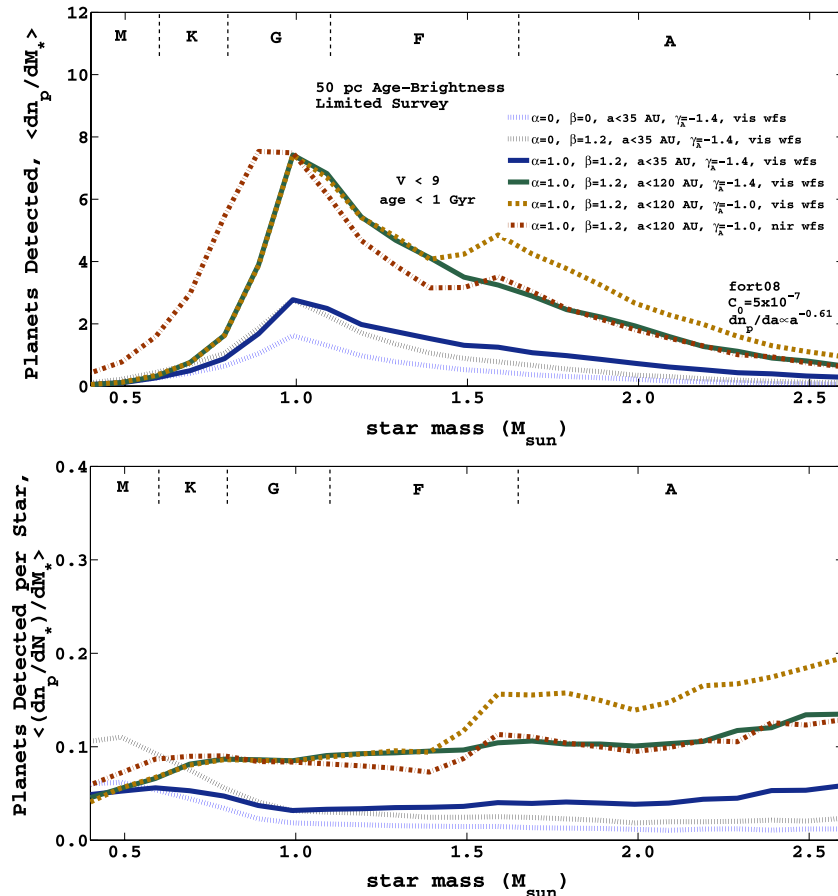 Planets Detected, <dn_p/dM_*>
12
10
8
6
4
2
0
M K G F A
50 pc Age-Brightness
Limited Survey
α=0, β=0, a<35 AU, γ_A=-1.4, vis wfs
α=0, β=1.2, a<35 AU, γ_A=-1.4, vis wfs
α=1.0, β=1.2, a<35 AU, γ_A=-1.4, vis wfs
α=1.0, β=1.2, a<120 AU, γ_A=-1.4, vis wfs
α=1.0, β=1.2, a<120 AU, γ_A=-1.0, vis wfs
α=1.0, β=1.2, a<120 AU, γ_A=-1.0, nir wfs
V < 9
age < 1 Gyr
fort08
C_0=5x10^-7
dn_p/da∝a^-0.61
0.5 1.0 1.5 2.0 2.5
star mass (M_sun)
Planets Detected per Star,
<(dn_p/dN_*)/dM_*>
0.4
0.3
0.2
0.1
0.0
M K G F A
0.5 1.0 1.5 2.0 2.5
star mass (M_sun)